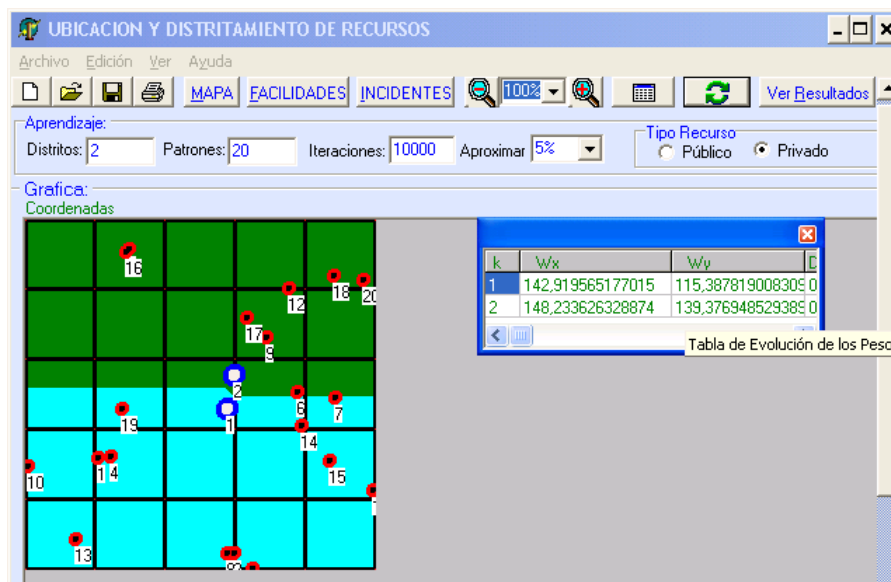 UBICACION Y DISTRITAMIENTO DE RECURSOS
Archivo Edición Ver Ayuda
MAPA FACILIDADES INCIDENTES 100% Ver Resultados
Aprendizaje:
Distritos: 2 Patrones: 20 Iteraciones: 10000 Aproximar 5%
Tipo Recurso
Público Privado
Grafica:
Coordenadas
16
18
20
12
17
9
2
6
7
1
19
14
1 4
15
10
13
k Wx Wy
1 142,919565177015 115,387819008309 0
2 148,233626328874 139,376948529389 0
Tabla de Evolución de los Peso